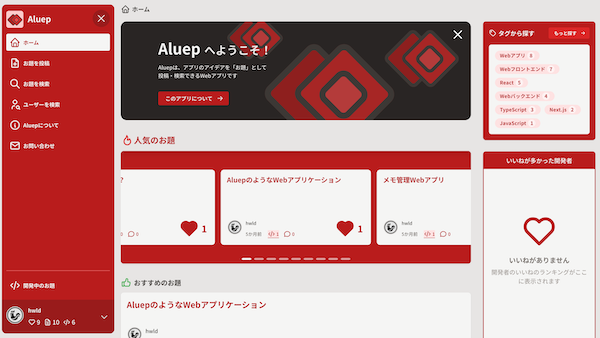 Aluep
ホーム
お題を投稿
お題を検索
ユーザーを検索
Aluepについて
お問い合わせ
開発中のお題
hwld
9 10 6
ホーム
Aluep へようこそ!
Aluepは、アプリのアイデアを「お題」として
投稿・検索できるWebアプリです
このアプリについて
人気のお題
?
0
1
AluepのようなWebアプリケーション
hwld
5か月前 1 0
1
メモ管理Webアプリ
hwld
5か月前 1 0
おすすめのお題
AluepのようなWebアプリケーション
hwld
タグから探す
もっと探す
Webアプリ 8
Webフロントエンド 7
React 5
Webバックエンド 4
TypeScript 3 Next.js 2
JavaScript 1
いいねが多かった開発者
いいねがありません
開発者のいいねのランキングがここ
に表示されます